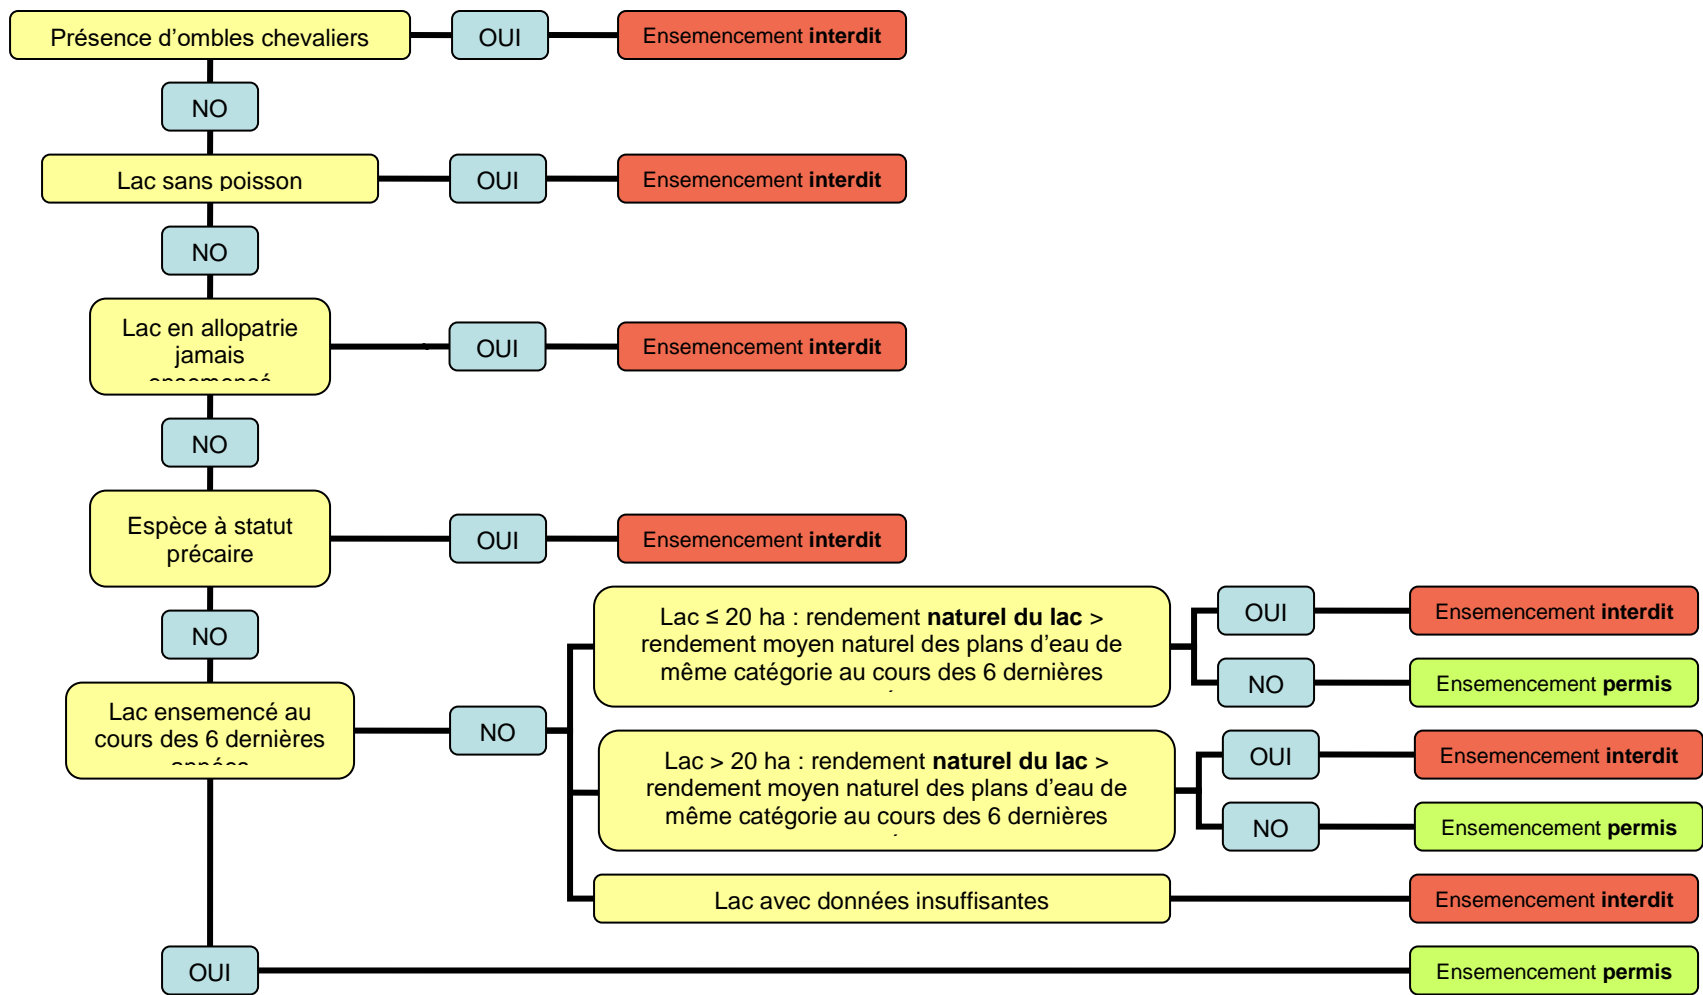 Présence d'ombles chevaliers
OUI
Ensemencement interdit
NO
Lac sans poisson
OUI
Ensemencement interdit
NO
Lac en allopatrie
jamais
OUI
Ensemencement interdit
NO
Espèce à statut
précaire
OUI
Ensemencement interdit
NO
Lac ensemencé au
cours des 6 dernières
NO
Lac ≤ 20 ha : rendement naturel du lac >
rendement moyen naturel des plans d'eau de
même catégorie au cours des 6 dernières
OUI
Ensemencement interdit
NO
Ensemencement permis
Lac > 20 ha : rendement naturel du lac >
rendement moyen naturel des plans d'eau de
même catégorie au cours des 6 dernières
OUI
Ensemencement interdit
NO
Ensemencement permis
Lac avec données insuffisantes
Ensemencement interdit
OUI
Ensemencement permis